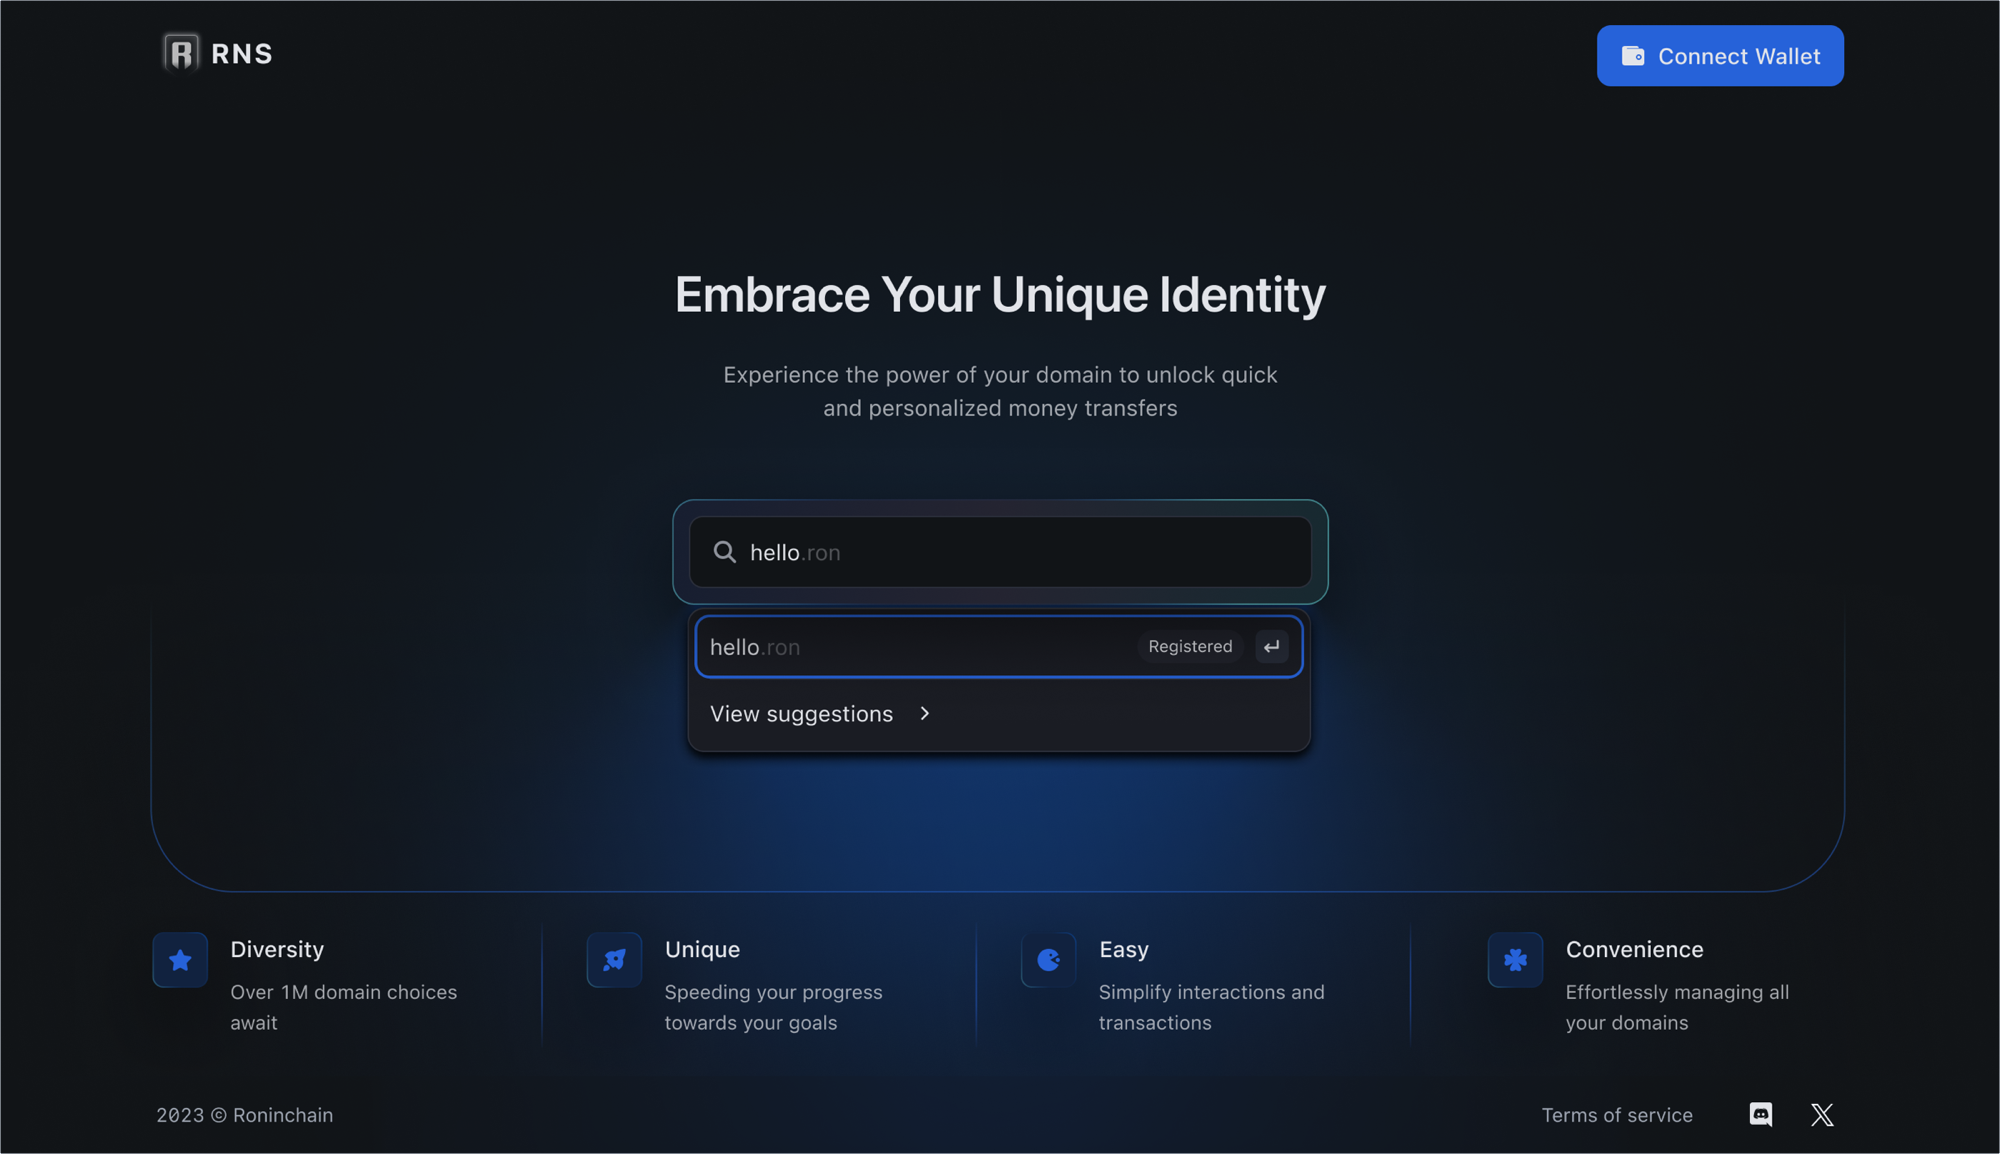 RNS
Connect Wallet
Embrace Your Unique Identity
Experience the power of your domain to unlock quick
and personalized money transfers
hello.ron
hello.ron
Registered
View suggestions
Diversity
Over 1M domain choices
await
Unique
Speeding your progress
towards your goals
Easy
Simplify interactions and
transactions
Convenience
Effortlessly managing all
your domains
2023 © Roninchain
Terms of service